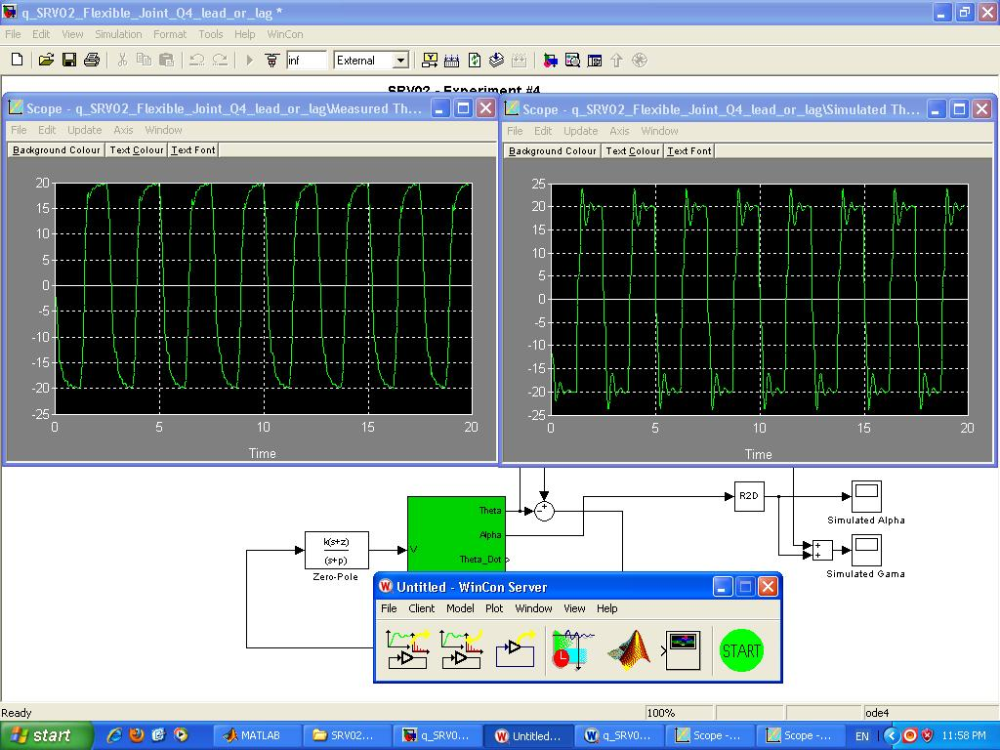 q_SRV02_Flexible_Joint_Q4_lead_or_lag *
File Edit View Simulation Format Tools Help WinCon
inf External
SRV02 - Experiment #4
Scope - q_SRV02_Flexible_Joint_Q4_lead_or_lag\Measured Th...
File Edit Update Axis Window
Background Colour Text Colour Text Font
20
15
10
5
0
-5
-10
-15
-20
-25
0 5 10 15 20
Time
Scope - q_SRV02_Flexible_Joint_Q4_lead_or_lag\Simulated Th...
File Edit Update Axis Window
Background Colour Text Colour Text Font
25
20
15
10
5
0
-5
-10
-15
-20
-25
0 5 10 15 20
Time
k(s+z)
(s+p)
Zero-Pole
V
Theta
Alpha
Theta_Dot
R2D
Simulated Alpha
Simulated Gama
Untitled - WinCon Server
File Client Model Plot Window View Help
START
Ready 100% ode4
start MATLAB SRV02... q_SRV0... Untitled... q_SRV0... Scope -... Scope -... EN 11:58 PM